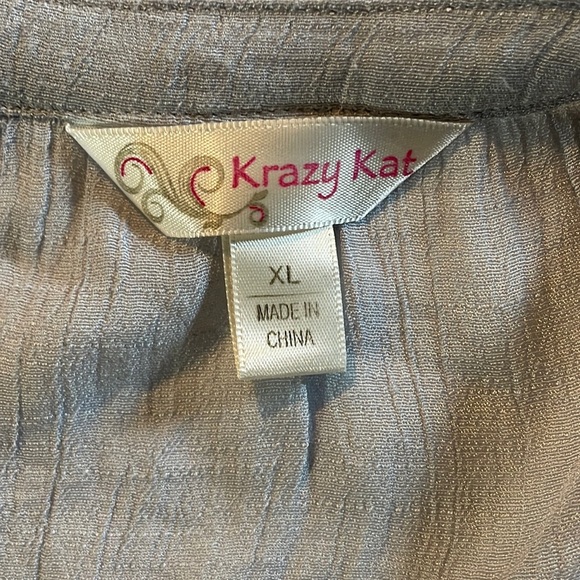 Krazy Kat
XL
MADE IN
CHINA